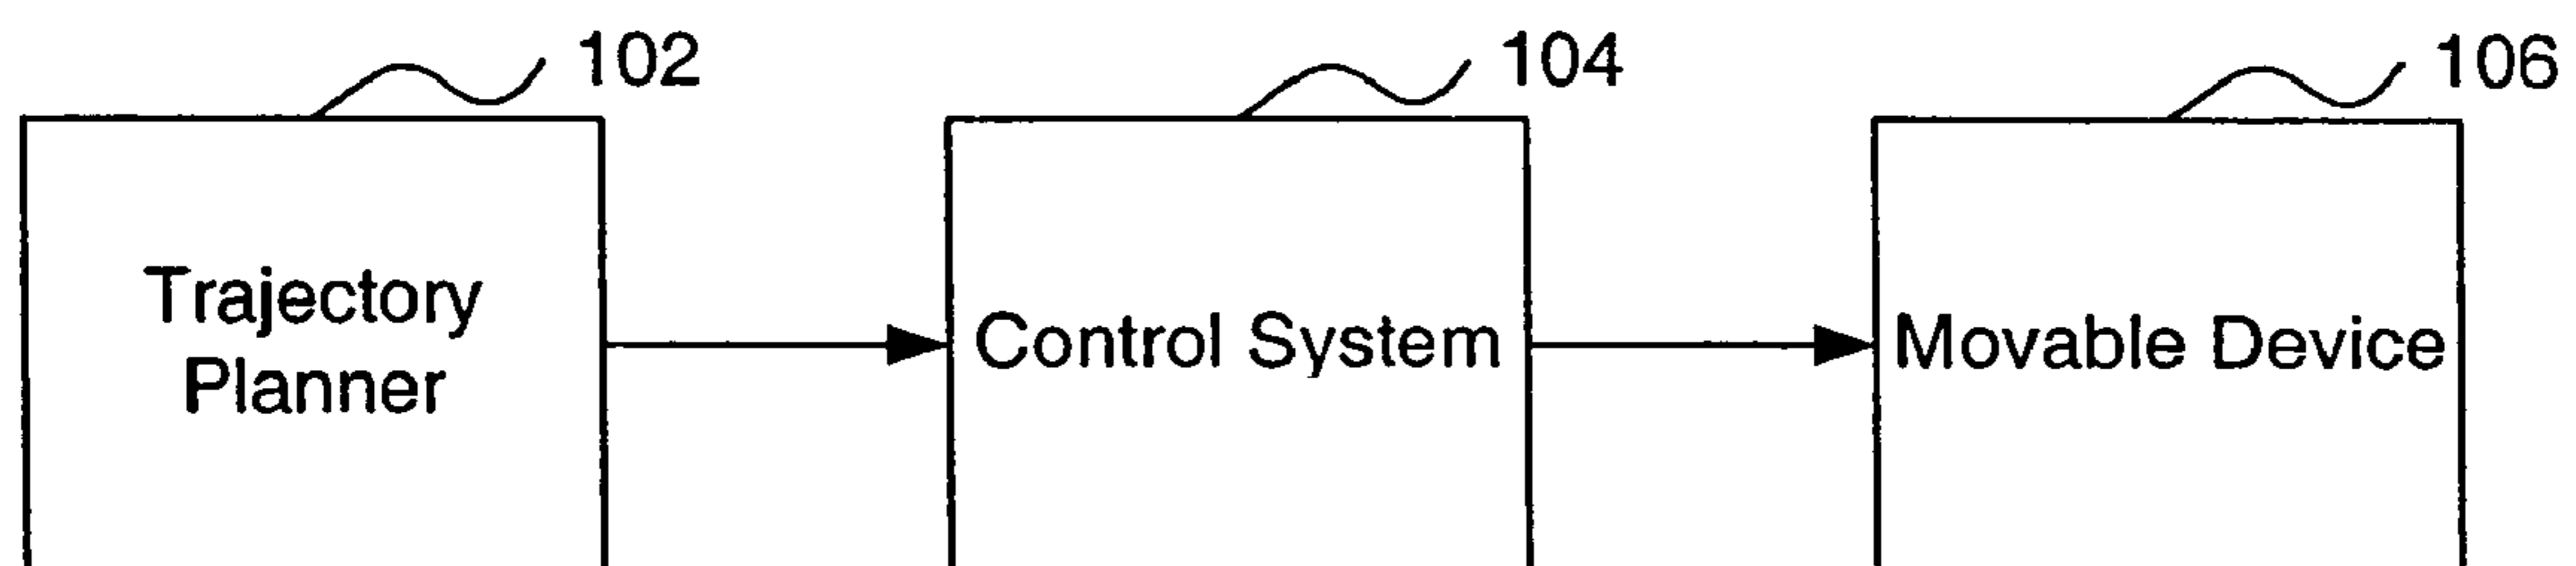 102
104
106
Trajectory
Planner
Control System
Movable Device